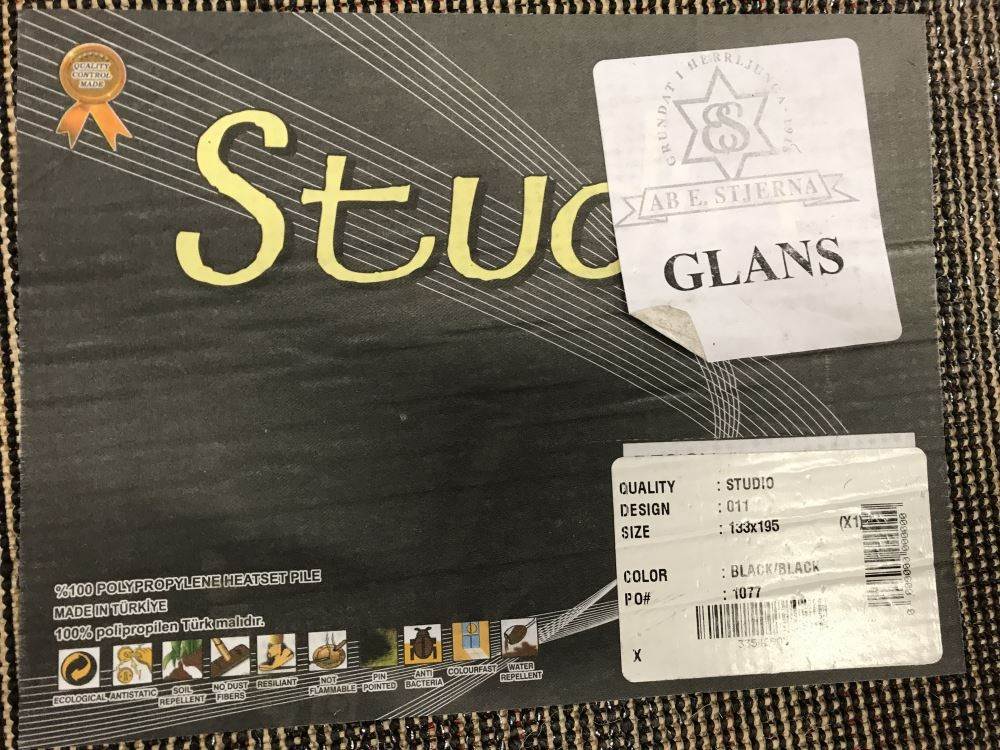 QUALITY
CONTROL
MADE
Stud
GRUNDAT I HERRLJUNGA
AB E. STJERNA
GLANS
QUALITY : STUDIO
DESIGN : 011
SIZE : 133x195 (X1)
COLOR : BLACK/BLACK
PO# : 1077
X
%100 POLYPROPYLENE HEATSET PILE
MADE IN TÜRKİYE
100% polipropilen Türk malıdır.
ECOLOGICAL
ANTISTATIC
SOIL
REPELLENT
NO DUST
FIBERS
RESILIANT
NOT
FLAMMABLE
PIN
POINTED
ANTI
BACTERIA
COLOURFAST
WATER
REPELLENT